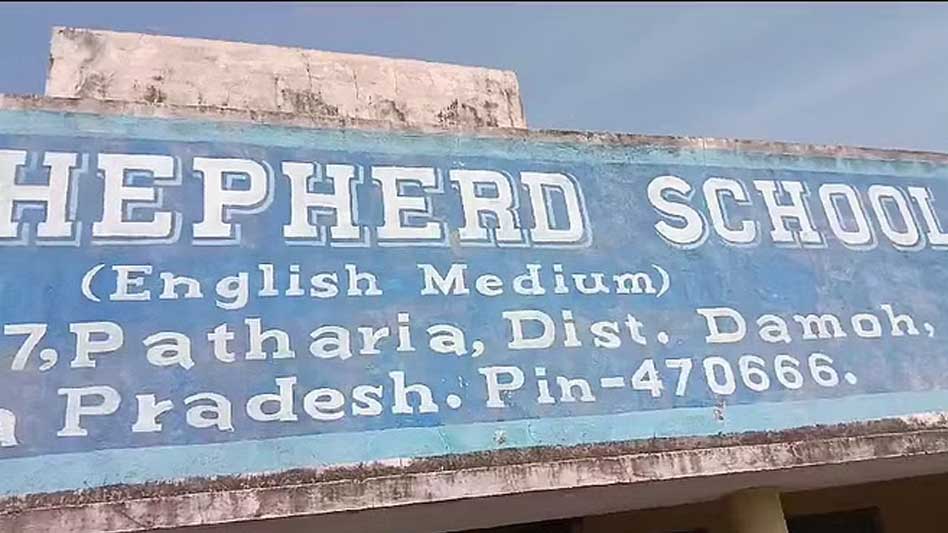 HEPHERD SCHOOL
(English Medium)
7, Patharia, Dist. Damoh,
a Pradesh. Pin-470666.